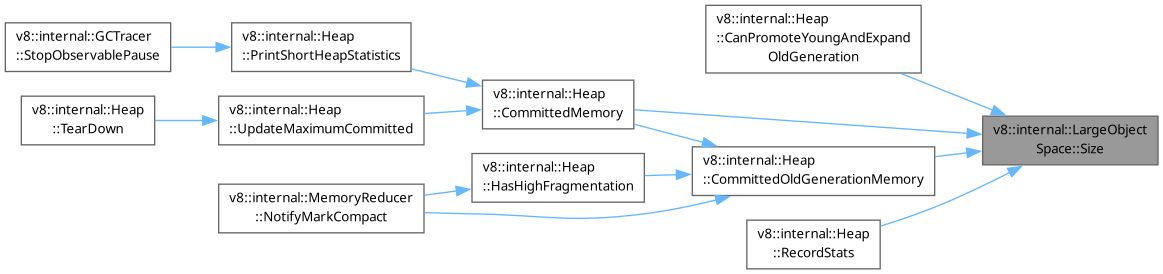 v8::internal::GCTracer
::StopObservablePause
v8::internal::Heap
::PrintShortHeapStatistics
v8::internal::Heap
::CanPromoteYoungAndExpand
OldGeneration
v8::internal::Heap
::TearDown
v8::internal::Heap
::UpdateMaximumCommitted
v8::internal::Heap
::CommittedMemory
v8::internal::LargeObject
Space::Size
v8::internal::Heap
::HasHighFragmentation
v8::internal::Heap
::CommittedOldGenerationMemory
v8::internal::MemoryReducer
::NotifyMarkCompact
v8::internal::Heap
::RecordStats